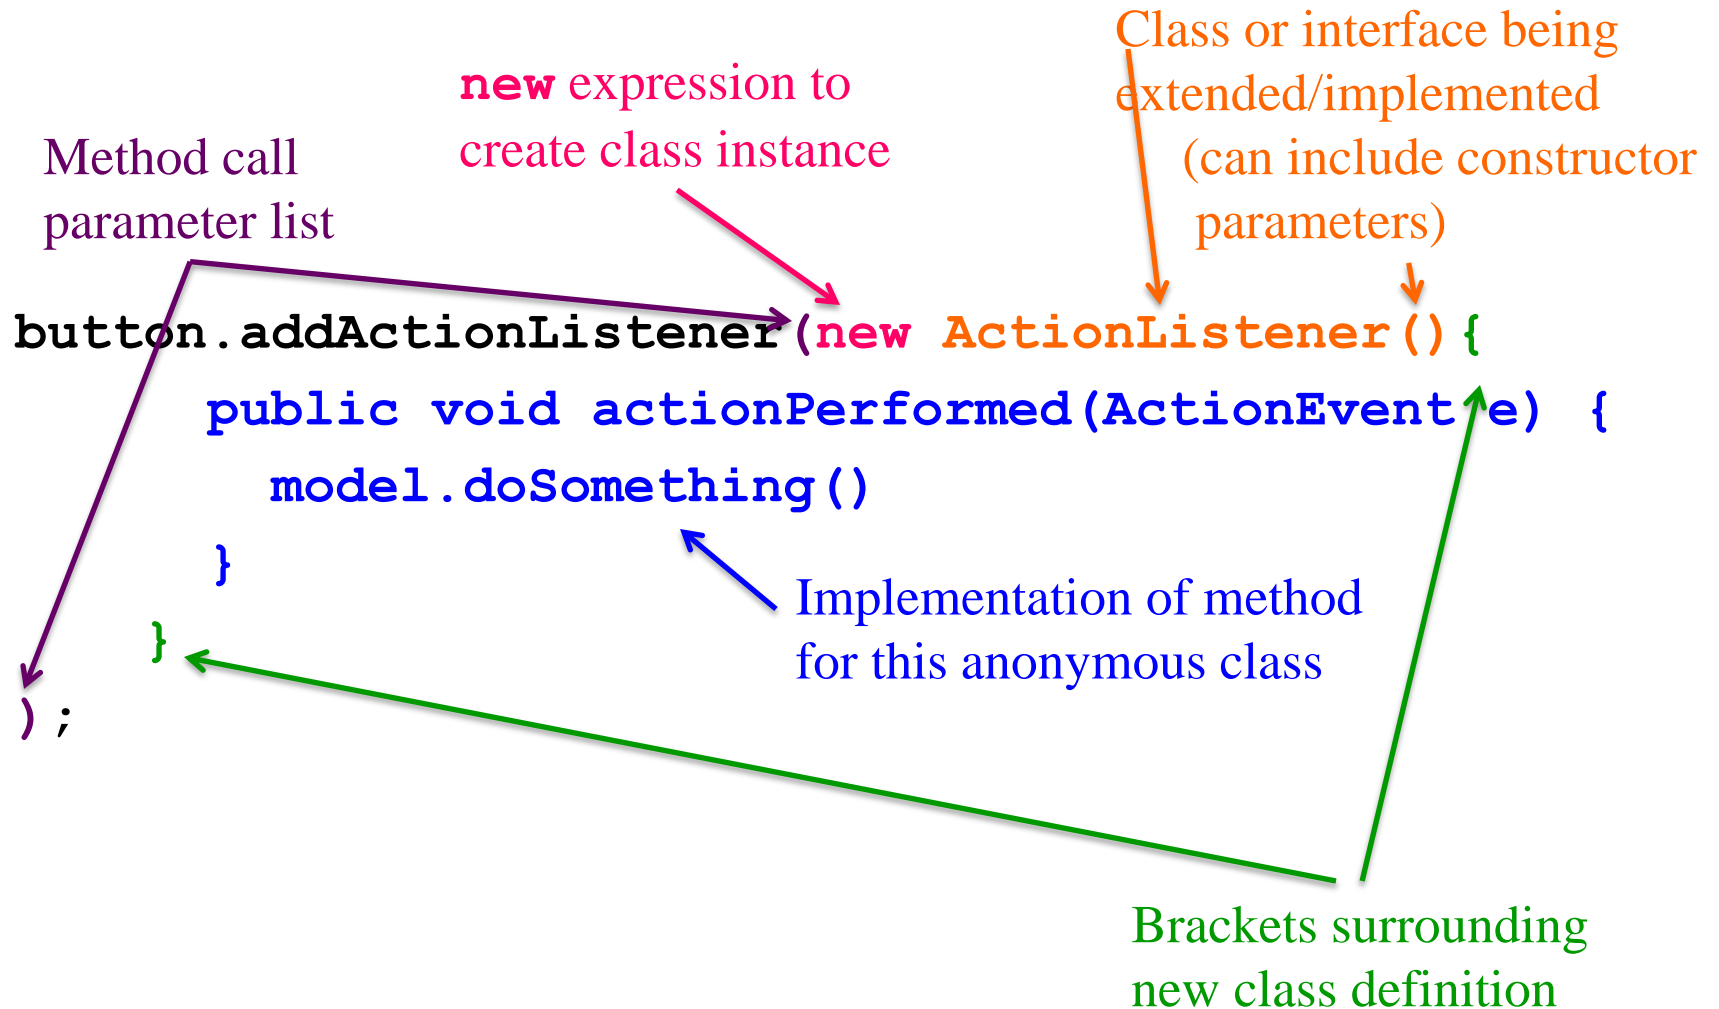 Class or interface being
extended/implemented
(can include constructor
parameters)
new expression to
create class instance
Method call
parameter list
button.addActionListener(new ActionListener(){
public void actionPerformed(ActionEvent e) {
model.doSomething()
}
}
);
Implementation of method
for this anonymous class
Brackets surrounding
new class definition